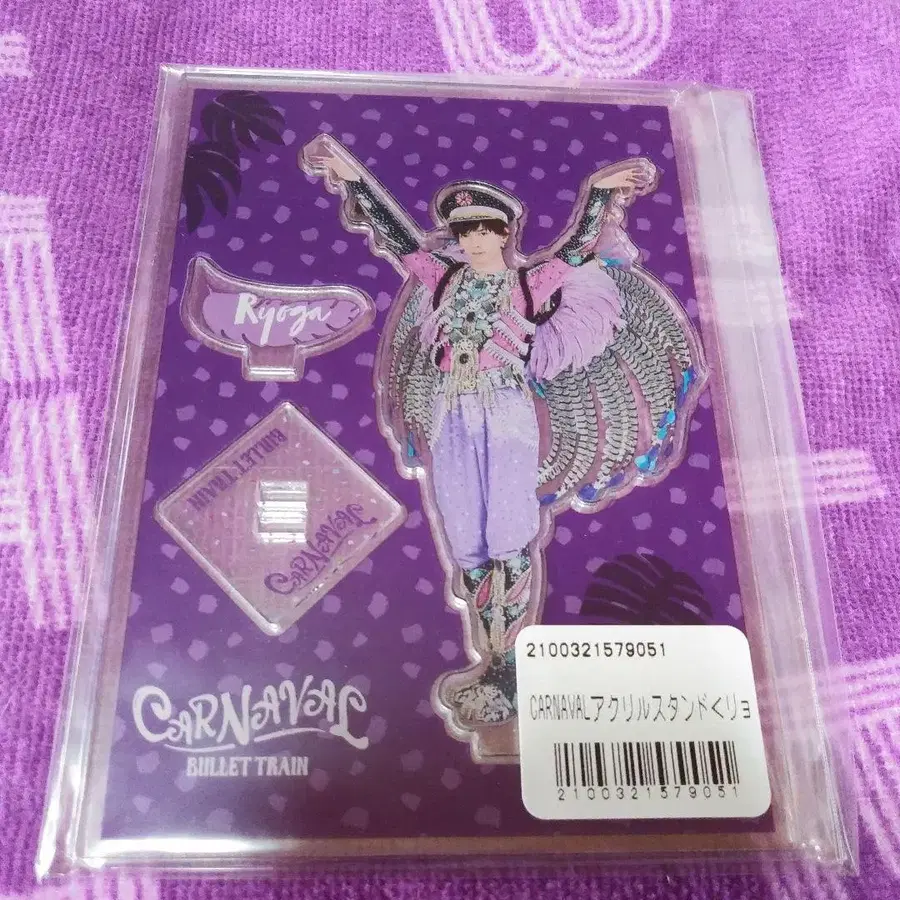 Ryoga
BULLET TRAIN
CARNAVAL
CARNAVAL
BULLET TRAIN
2100321579051
CARNAVALアクリルスタンド<リョ
2100321579051